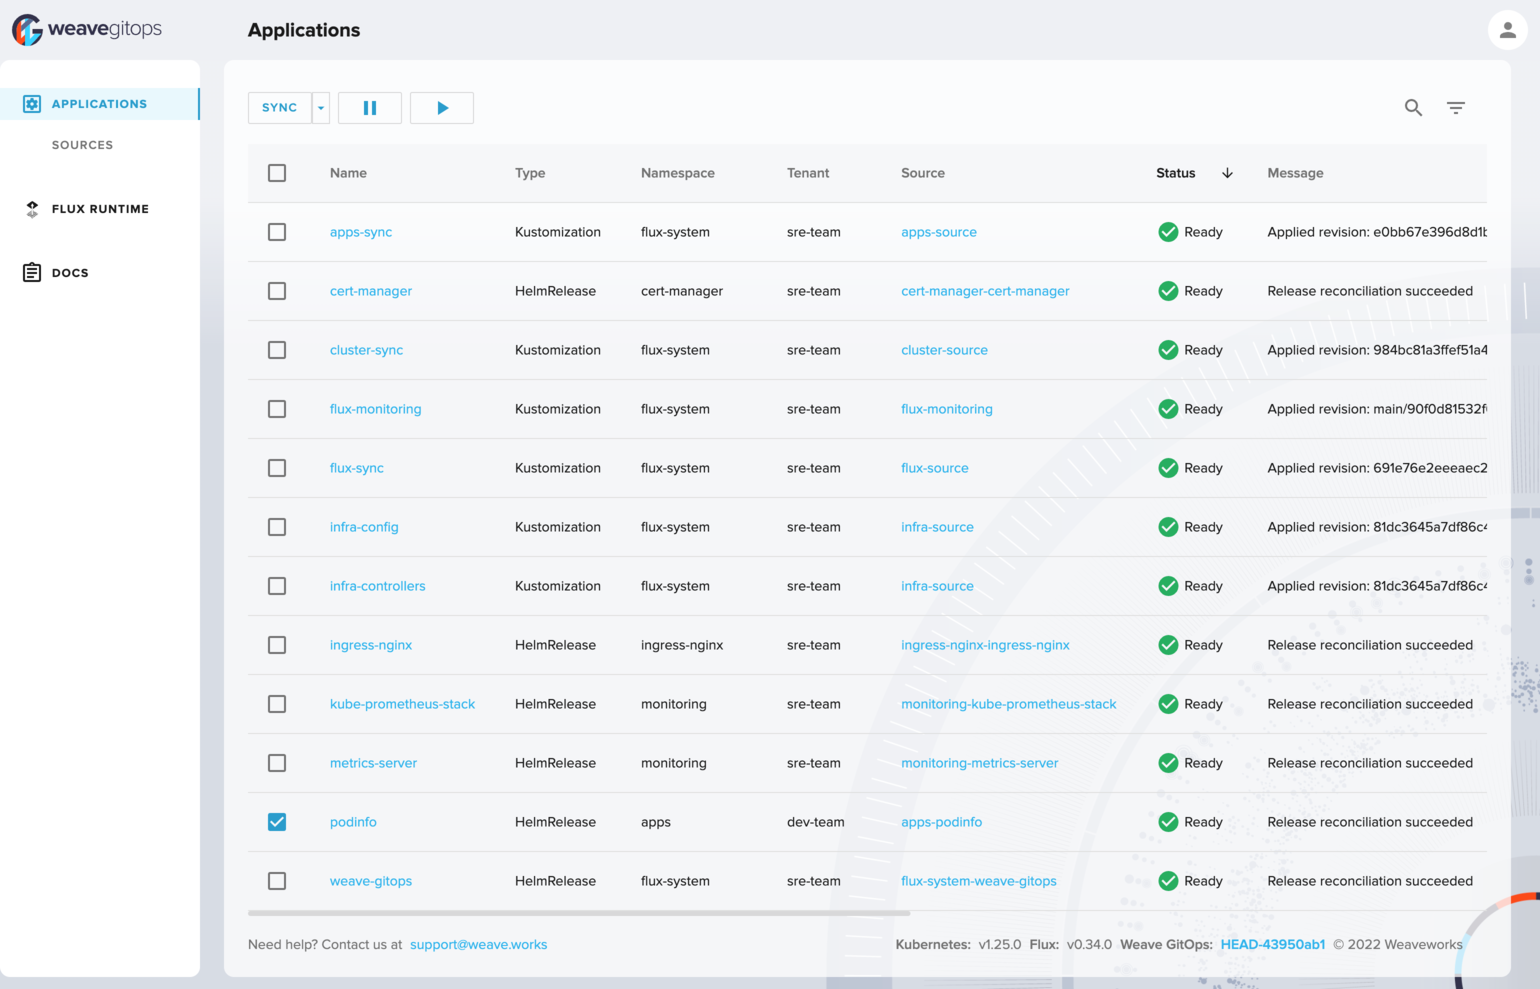 weavegitops
Applications
APPLICATIONS
SOURCES
FLUX RUNTIME
DOCS
SYNC
Name Type Namespace Tenant Source Status Message
apps-sync Kustomization flux-system sre-team apps-source Ready Applied revision: e0bb67e396d8d1b
cert-manager HelmRelease cert-manager sre-team cert-manager-cert-manager Ready Release reconciliation succeeded
cluster-sync Kustomization flux-system sre-team cluster-source Ready Applied revision: 984bc81a3ffef51a4
flux-monitoring Kustomization flux-system sre-team flux-monitoring Ready Applied revision: main/90f0d81532f
flux-sync Kustomization flux-system sre-team flux-source Ready Applied revision: 691e76e2eeeaec2
infra-config Kustomization flux-system sre-team infra-source Ready Applied revision: 81dc3645a7df86c4
infra-controllers Kustomization flux-system sre-team infra-source Ready Applied revision: 81dc3645a7df86c4
ingress-nginx HelmRelease ingress-nginx sre-team ingress-nginx-ingress-nginx Ready Release reconciliation succeeded
kube-prometheus-stack HelmRelease monitoring sre-team monitoring-kube-prometheus-stack Ready Release reconciliation succeeded
metrics-server HelmRelease monitoring sre-team monitoring-metrics-server Ready Release reconciliation succeeded
podinfo HelmRelease apps dev-team apps-podinfo Ready Release reconciliation succeeded
weave-gitops HelmRelease flux-system sre-team flux-system-weave-gitops Ready Release reconciliation succeeded
Need help? Contact us at support@weave.works Kubernetes: v1.25.0 Flux: v0.34.0 Weave GitOps: HEAD-43950ab1 © 2022 Weaveworks